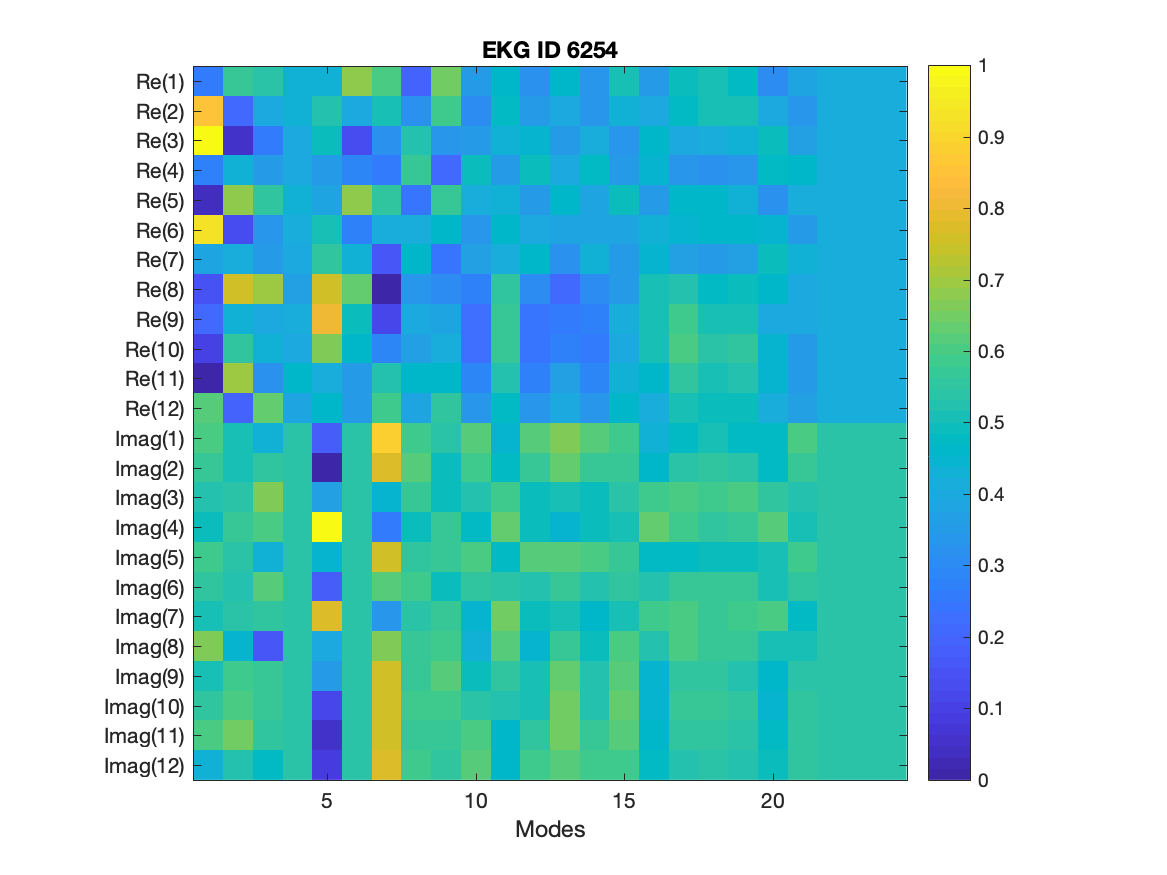 EKG ID 6254
Re(1)
Re(2)
Re(3)
Re(4)
Re(5)
Re(6)
Re(7)
Re(8)
Re(9)
Re(10)
Re(11)
Re(12)
Imag(1)
Imag(2)
Imag(3)
Imag(4)
Imag(5)
Imag(6)
Imag(7)
Imag(8)
Imag(9)
Imag(10)
Imag(11)
Imag(12)
5 10 15 20
Modes
1
0.9
0.8
0.7
0.6
0.5
0.4
0.3
0.2
0.1
0